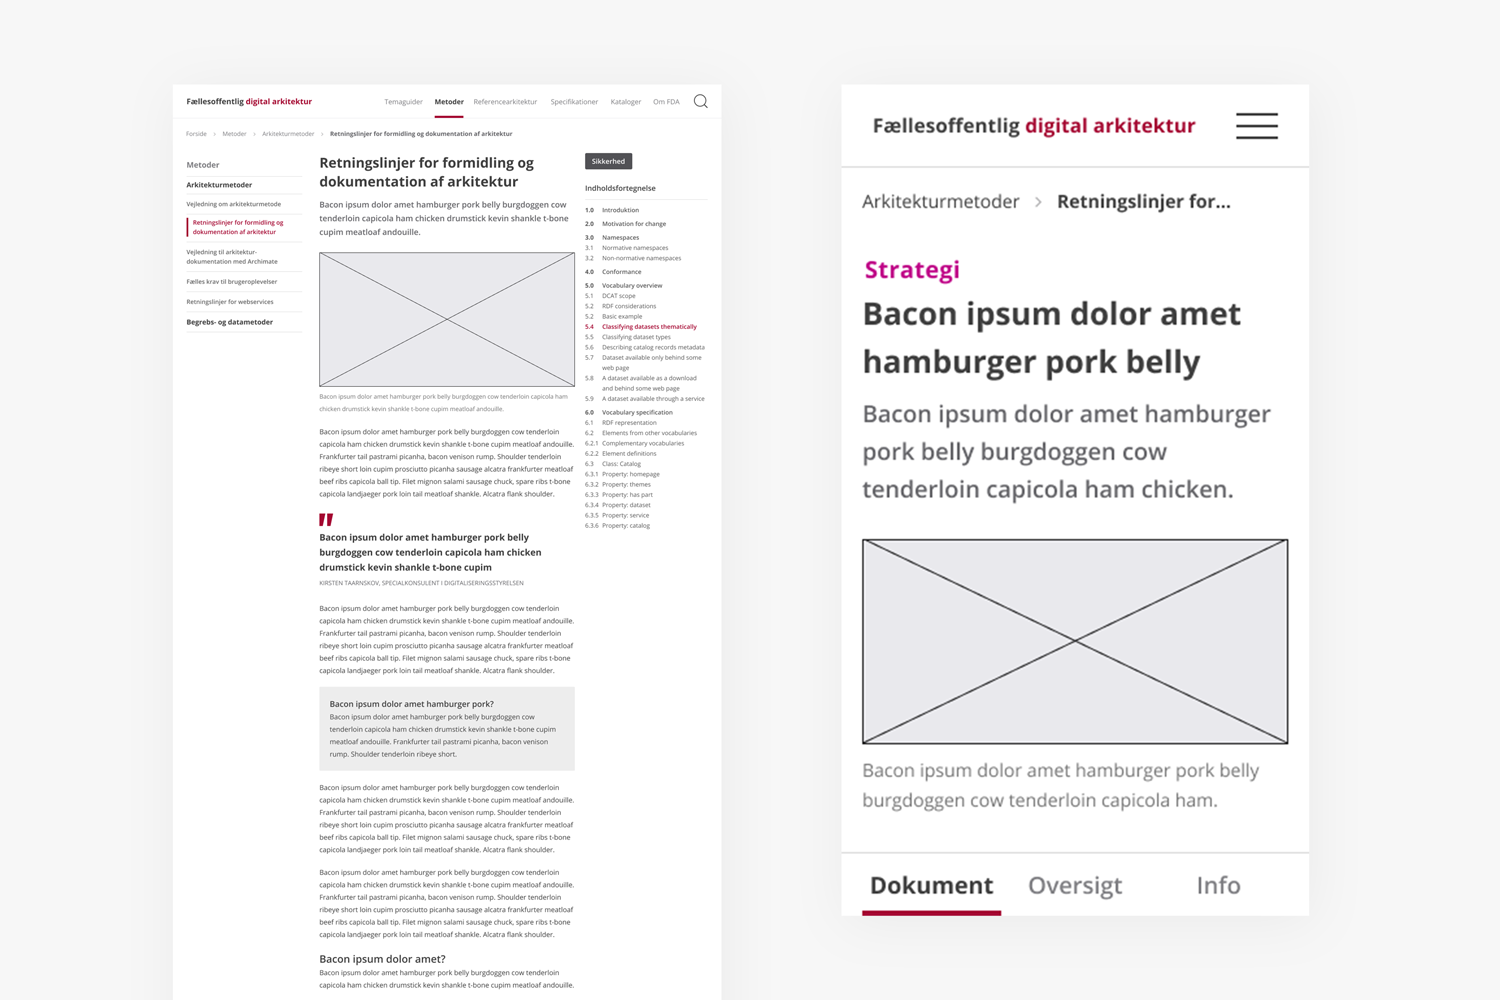 Fællesoffentlig digital arkitektur
Temaguider Metoder Referencearkitektur Specifikationer Kataloger Om FDA
Forside › Metoder › Arkitekturmetoder › Retningslinjer for formidling og dokumentation af arkitektur
Metoder
Arkitekturmetoder
Vejledning om arkitekturmetode
Retningslinjer for formidling og
dokumentation af arkitektur
Vejledning til arkitektur-
dokumentation med Archimate
Fælles krav til brugeroplevelser
Retningslinjer for webservices
Begrebs- og datametoder
Retningslinjer for formidling og
dokumentation af arkitektur
Bacon ipsum dolor amet hamburger pork belly burgdoggen cow
tenderloin capicola ham chicken drumstick kevin shankle t-bone
cupim meatloaf andouille.
Bacon ipsum dolor amet hamburger pork belly burgdoggen cow tenderloin capicola ham
chicken drumstick kevin shankle t-bone cupim meatloaf andouille.
Bacon ipsum dolor amet hamburger pork belly burgdoggen cow tenderloin
capicola ham chicken drumstick kevin shankle t-bone cupim meatloaf andouille.
Frankfurter tail pastrami picanha, bacon venison rump. Shoulder tenderloin
ribeye short loin cupim prosciutto picanha sausage alcatra frankfurter meatloaf
beef ribs capicola ball tip. Filet mignon salami sausage chuck, spare ribs t-bone
capicola landjaeger pork loin tail meatloaf shankle. Alcatra flank shoulder.
"
Bacon ipsum dolor amet hamburger pork belly
burgdoggen cow tenderloin capicola ham chicken
drumstick kevin shankle t-bone cupim
KIRSTEN TAARNSKOV, SPECIALKONSULENT I DIGITALISERINGSSTYRELSEN
Bacon ipsum dolor amet hamburger pork belly burgdoggen cow tenderloin
capicola ham chicken drumstick kevin shankle t-bone cupim meatloaf andouille.
Frankfurter tail pastrami picanha, bacon venison rump. Shoulder tenderloin
ribeye short loin cupim prosciutto picanha sausage alcatra frankfurter meatloaf
beef ribs capicola ball tip. Filet mignon salami sausage chuck, spare ribs t-bone
capicola landjaeger pork loin tail meatloaf shankle. Alcatra flank shoulder.
Bacon ipsum dolor amet hamburger pork?
Bacon ipsum dolor amet hamburger pork belly burgdoggen cow
tenderloin capicola ham chicken drumstick kevin shankle t-bone cupim
meatloaf andouille. Frankfurter tail pastrami picanha, bacon venison
rump. Shoulder tenderloin ribeye short.
Bacon ipsum dolor amet hamburger pork belly burgdoggen cow tenderloin
capicola ham chicken drumstick kevin shankle t-bone cupim meatloaf andouille.
Frankfurter tail pastrami picanha, bacon venison rump. Shoulder tenderloin
ribeye short loin cupim prosciutto picanha sausage alcatra frankfurter meatloaf
beef ribs capicola ball tip. Filet mignon salami sausage chuck, spare ribs t-bone
capicola landjaeger pork loin tail meatloaf shankle. Alcatra flank shoulder.
Bacon ipsum dolor amet hamburger pork belly burgdoggen cow tenderloin
capicola ham chicken drumstick kevin shankle t-bone cupim meatloaf andouille.
Frankfurter tail pastrami picanha, bacon venison rump. Shoulder tenderloin
ribeye short loin cupim prosciutto picanha sausage alcatra frankfurter meatloaf
beef ribs capicola ball tip. Filet mignon salami sausage chuck, spare ribs t-bone
capicola landjaeger pork loin tail meatloaf shankle. Alcatra flank shoulder.
Bacon ipsum dolor amet?
Bacon ipsum dolor amet hamburger pork belly burgdoggen cow tenderloin
capicola ham chicken drumstick kevin shankle t-bone cupim meatloaf andouille.
Sikkerhed
Indholdsfortegnelse
1.0 Introduktion
2.0 Motivation for change
3.0 Namespaces
3.1 Normative namespaces
3.2 Non-normative namespaces
4.0 Conformance
5.0 Vocabulary overview
5.1 DCAT scope
5.2 RDF considerations
5.2 Basic example
5.4 Classifying datasets thematically
5.5 Classifying dataset types
5.6 Describing catalog records metadata
5.7 Dataset available only behind some
web page
5.8 A dataset available as a download
and behind some web page
5.9 A dataset available through a service
6.0 Vocabulary specification
6.1 RDF representation
6.2 Elements from other vocabularies
6.2.1 Complementary vocabularies
6.2.2 Element definitions
6.3 Class: Catalog
6.3.1 Property: homepage
6.3.2 Property: themes
6.3.3 Property: has part
6.3.4 Property: dataset
6.3.5 Property: service
6.3.6 Property: catalog
Fællesoffentlig digital arkitektur
Arkitekturmetoder › Retningslinjer for...
Strategi
Bacon ipsum dolor amet
hamburger pork belly
Bacon ipsum dolor amet hamburger
pork belly burgdoggen cow
tenderloin capicola ham chicken.
Bacon ipsum dolor amet hamburger pork belly
burgdoggen cow tenderloin capicola ham.
Dokument Oversigt Info